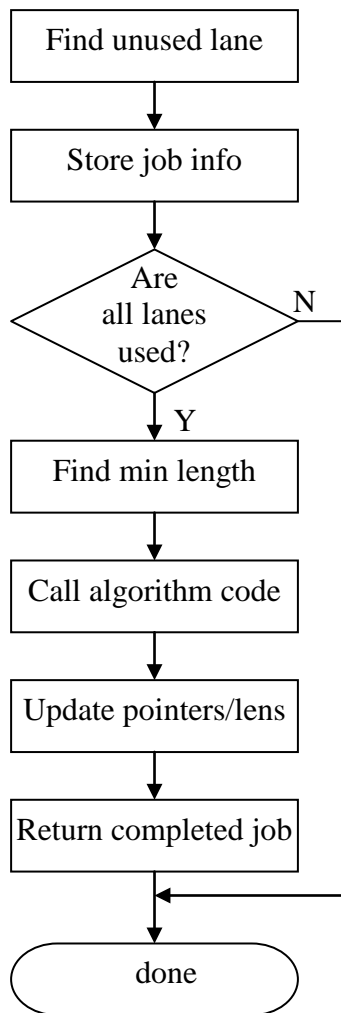 Find unused lane
Store job info
Are
all lanes
used?
N
Y
Find min length
Call algorithm code
Update pointers/lens
Return completed job
done